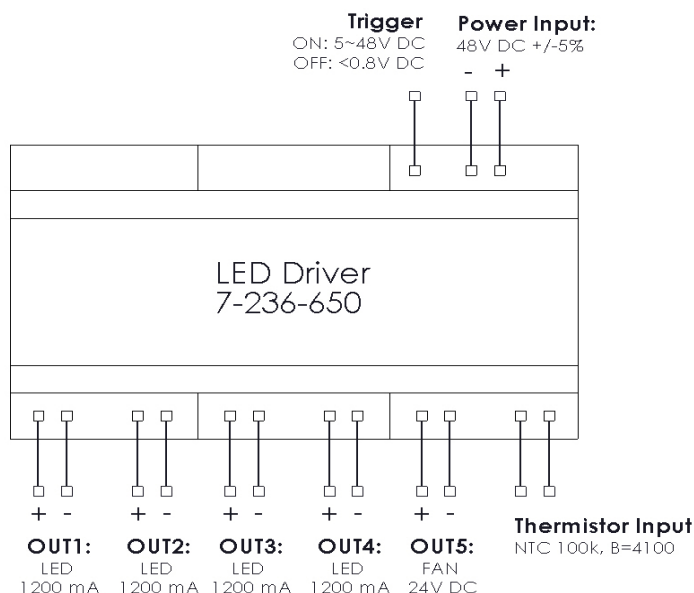 Trigger
ON: 5~48V DC
OFF: <0.8V DC
Power Input:
48V DC +/-5%
- +
LED Driver
7-236-650
+ -
OUT1:
LED
1200 mA
+ -
OUT2:
LED
1200 mA
+ -
OUT3:
LED
1200 mA
+ -
OUT4:
LED
1200 mA
+ -
OUT5:
FAN
24V DC
Thermistor Input
NTC 100k, B=4100